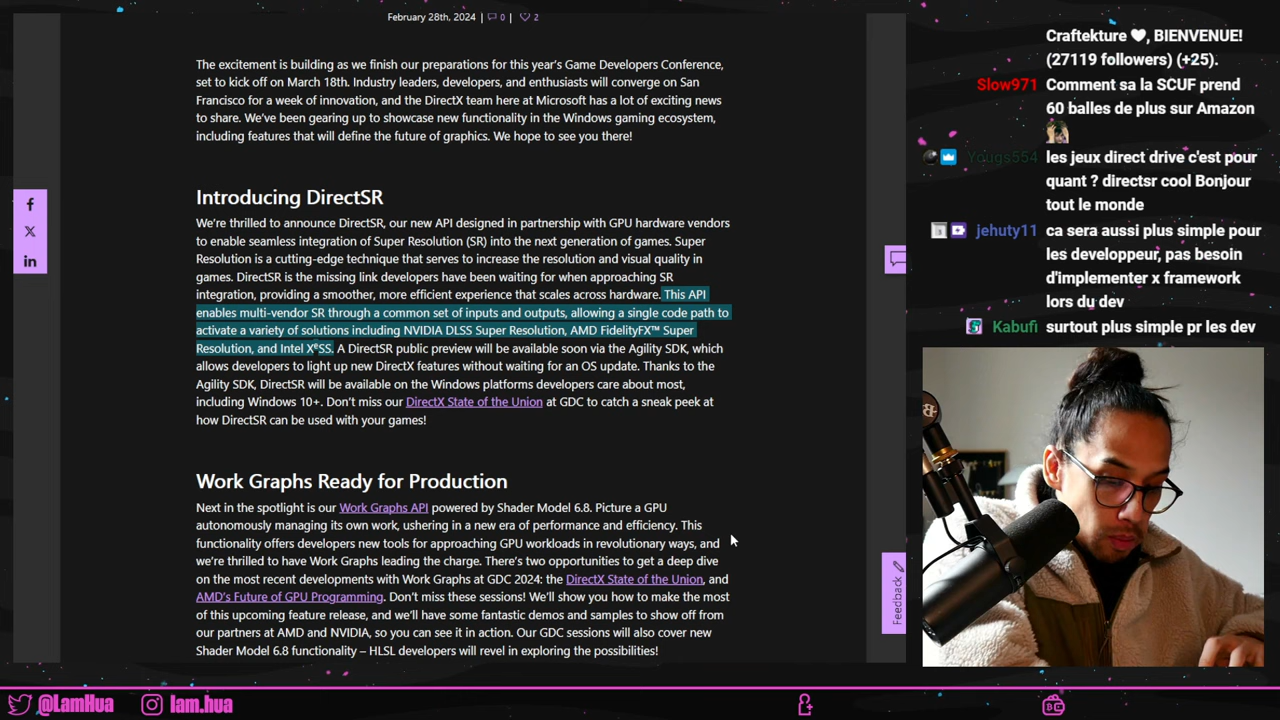 February 28th, 2024 | 0 | 2
The excitement is building as we finish our preparations for this year's Game Developers Conference,
set to kick off on March 18th. Industry leaders, developers, and enthusiasts will converge on San
Francisco for a week of innovation, and the DirectX team here at Microsoft has a lot of exciting news
to share. We've been gearing up to showcase new functionality in the Windows gaming ecosystem,
including features that will define the future of graphics. We hope to see you there!
Introducing DirectSR
We're thrilled to announce DirectSR, our new API designed in partnership with GPU hardware vendors
to enable seamless integration of Super Resolution (SR) into the next generation of games. Super
Resolution is a cutting-edge technique that serves to increase the resolution and visual quality in
games. DirectSR is the missing link developers have been waiting for when approaching SR
integration, providing a smoother, more efficient experience that scales across hardware. This API
enables multi-vendor SR through a common set of inputs and outputs, allowing a single code path to
activate a variety of solutions including NVIDIA DLSS Super Resolution, AMD FidelityFX™ Super
Resolution, and Intel XeSS. A DirectSR public preview will be available soon via the Agility SDK, which
allows developers to light up new DirectX features without waiting for an OS update. Thanks to the
Agility SDK, DirectSR will be available on the Windows platforms developers care about most,
including Windows 10+. Don't miss our DirectX State of the Union at GDC to catch a sneak peek at
how DirectSR can be used with your games!
Work Graphs Ready for Production
Next in the spotlight is our Work Graphs API powered by Shader Model 6.8. Picture a GPU
autonomously managing its own work, ushering in a new era of performance and efficiency. This
functionality offers developers new tools for approaching GPU workloads in revolutionary ways, and
we're thrilled to have Work Graphs leading the charge. There's two opportunities to get a deep dive
on the most recent developments with Work Graphs at GDC 2024: the DirectX State of the Union, and
AMD's Future of GPU Programming. Don't miss these sessions! We'll show you how to make the most
of this upcoming feature release, and we'll have some fantastic demos and samples to show off from
our partners at AMD and NVIDIA, so you can see it in action. Our GDC sessions will also cover new
Shader Model 6.8 functionality – HLSL developers will revel in exploring the possibilities!
Feedback
Craftekture ♥, BIENVENUE!
(27119 followers) (+25).
Slow971 Comment sa la SCUF prend
60 balles de plus sur Amazon
Yougs554 les jeux direct drive c'est pour
quant ? directsr cool Bonjour
tout le monde
jehuty11 ca sera aussi plus simple pour
les developpeur, pas besoin
d'implementer x framework
lors du dev
Kabufi surtout plus simple pr les dev
@LamHua
lam.hua